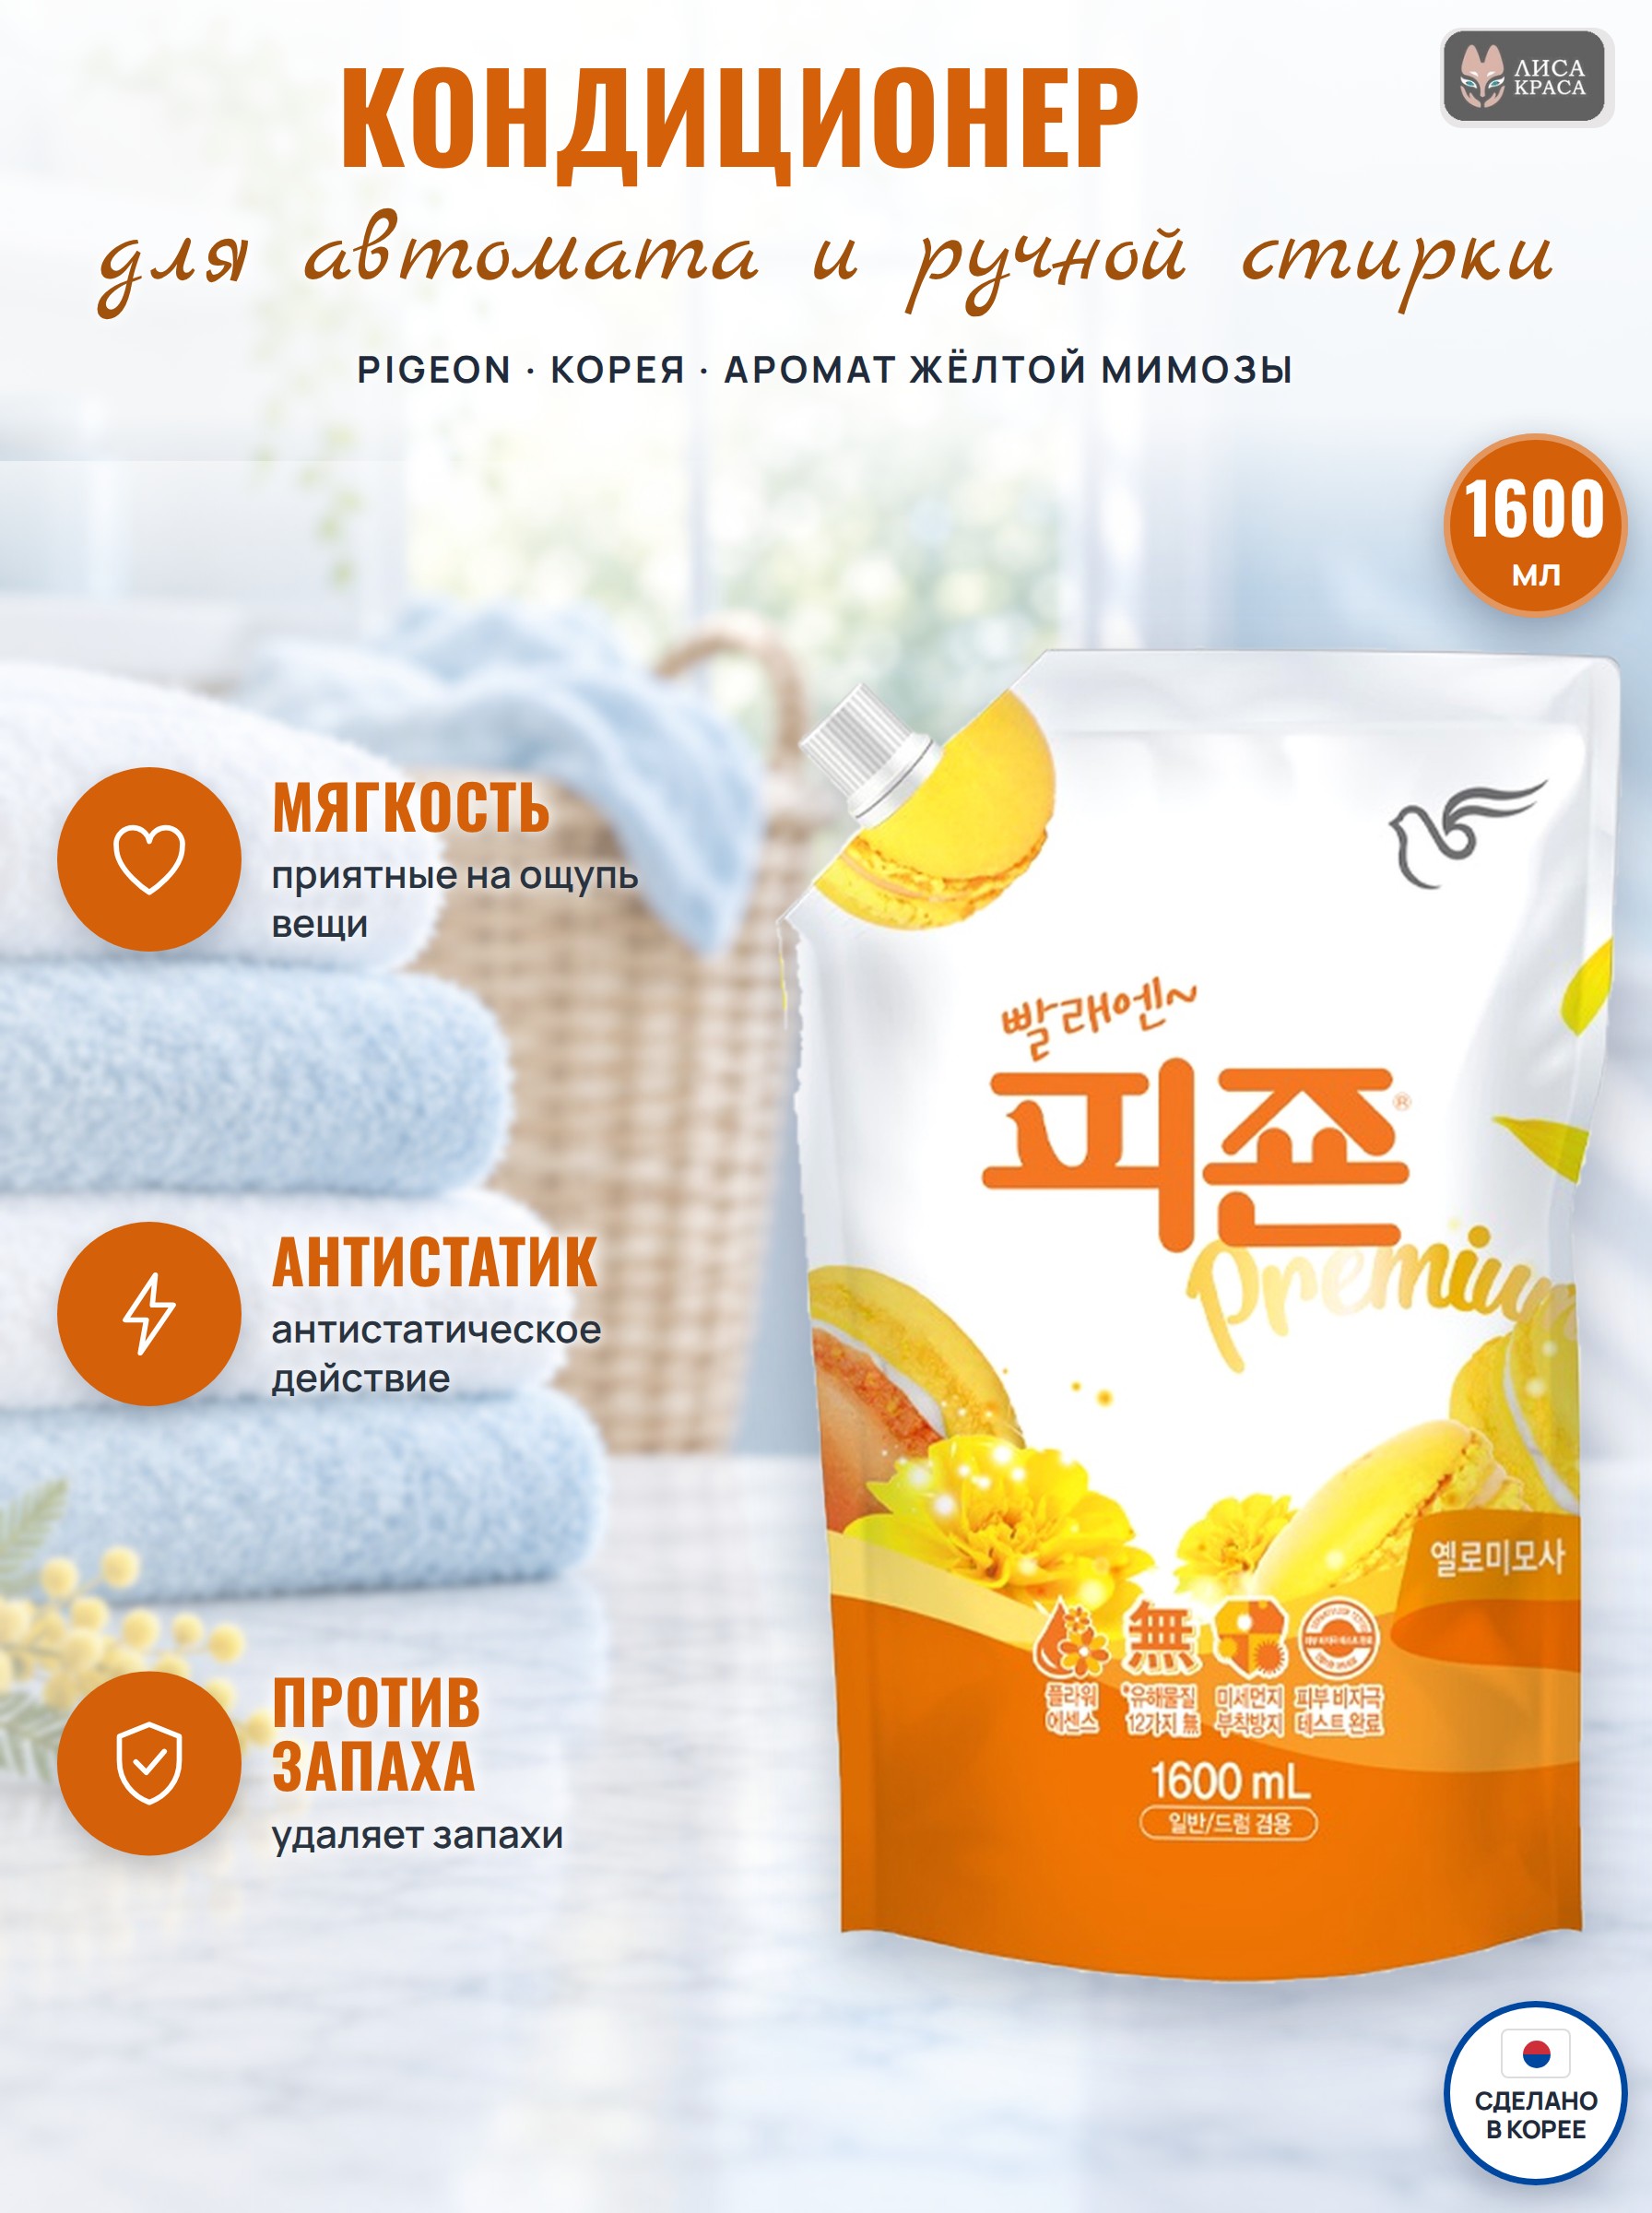 КОНДИЦИОНЕР
ЛИСА
КРАСА
для автомата и ручной стирки
PIGEON · КОРЕЯ · АРОМАТ ЖЁЛТОЙ МИМОЗЫ
1600
мл
МЯГКОСТЬ
приятные на ощупь
вещи
АНТИСТАТИК
антистатическое
действие
ПРОТИВ
ЗАПАХА
удаляет запахи
빨래엔~
피죤®
Premium
옐로미모사
無
플라워 *유해물질 미세먼지 피부 비자극
에센스 12가지 無 부착방지 테스트 완료
1600 mL
일반/드럼 겸용
СДЕЛАНО
В КОРЕЕ